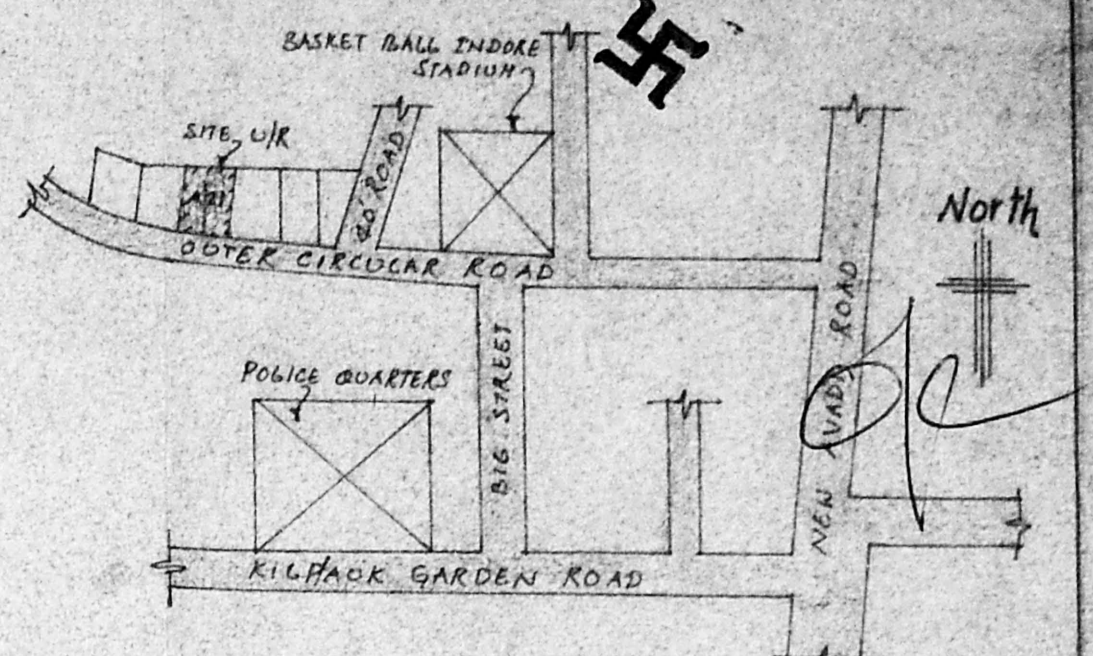 BASKET BALL INDORE
STADIUM
SITE U/R
40' ROAD
OUTER CIRCULAR ROAD
North
POLICE QUARTERS
BIG STREET
NEW AVADI ROAD
KILPAUK GARDEN ROAD